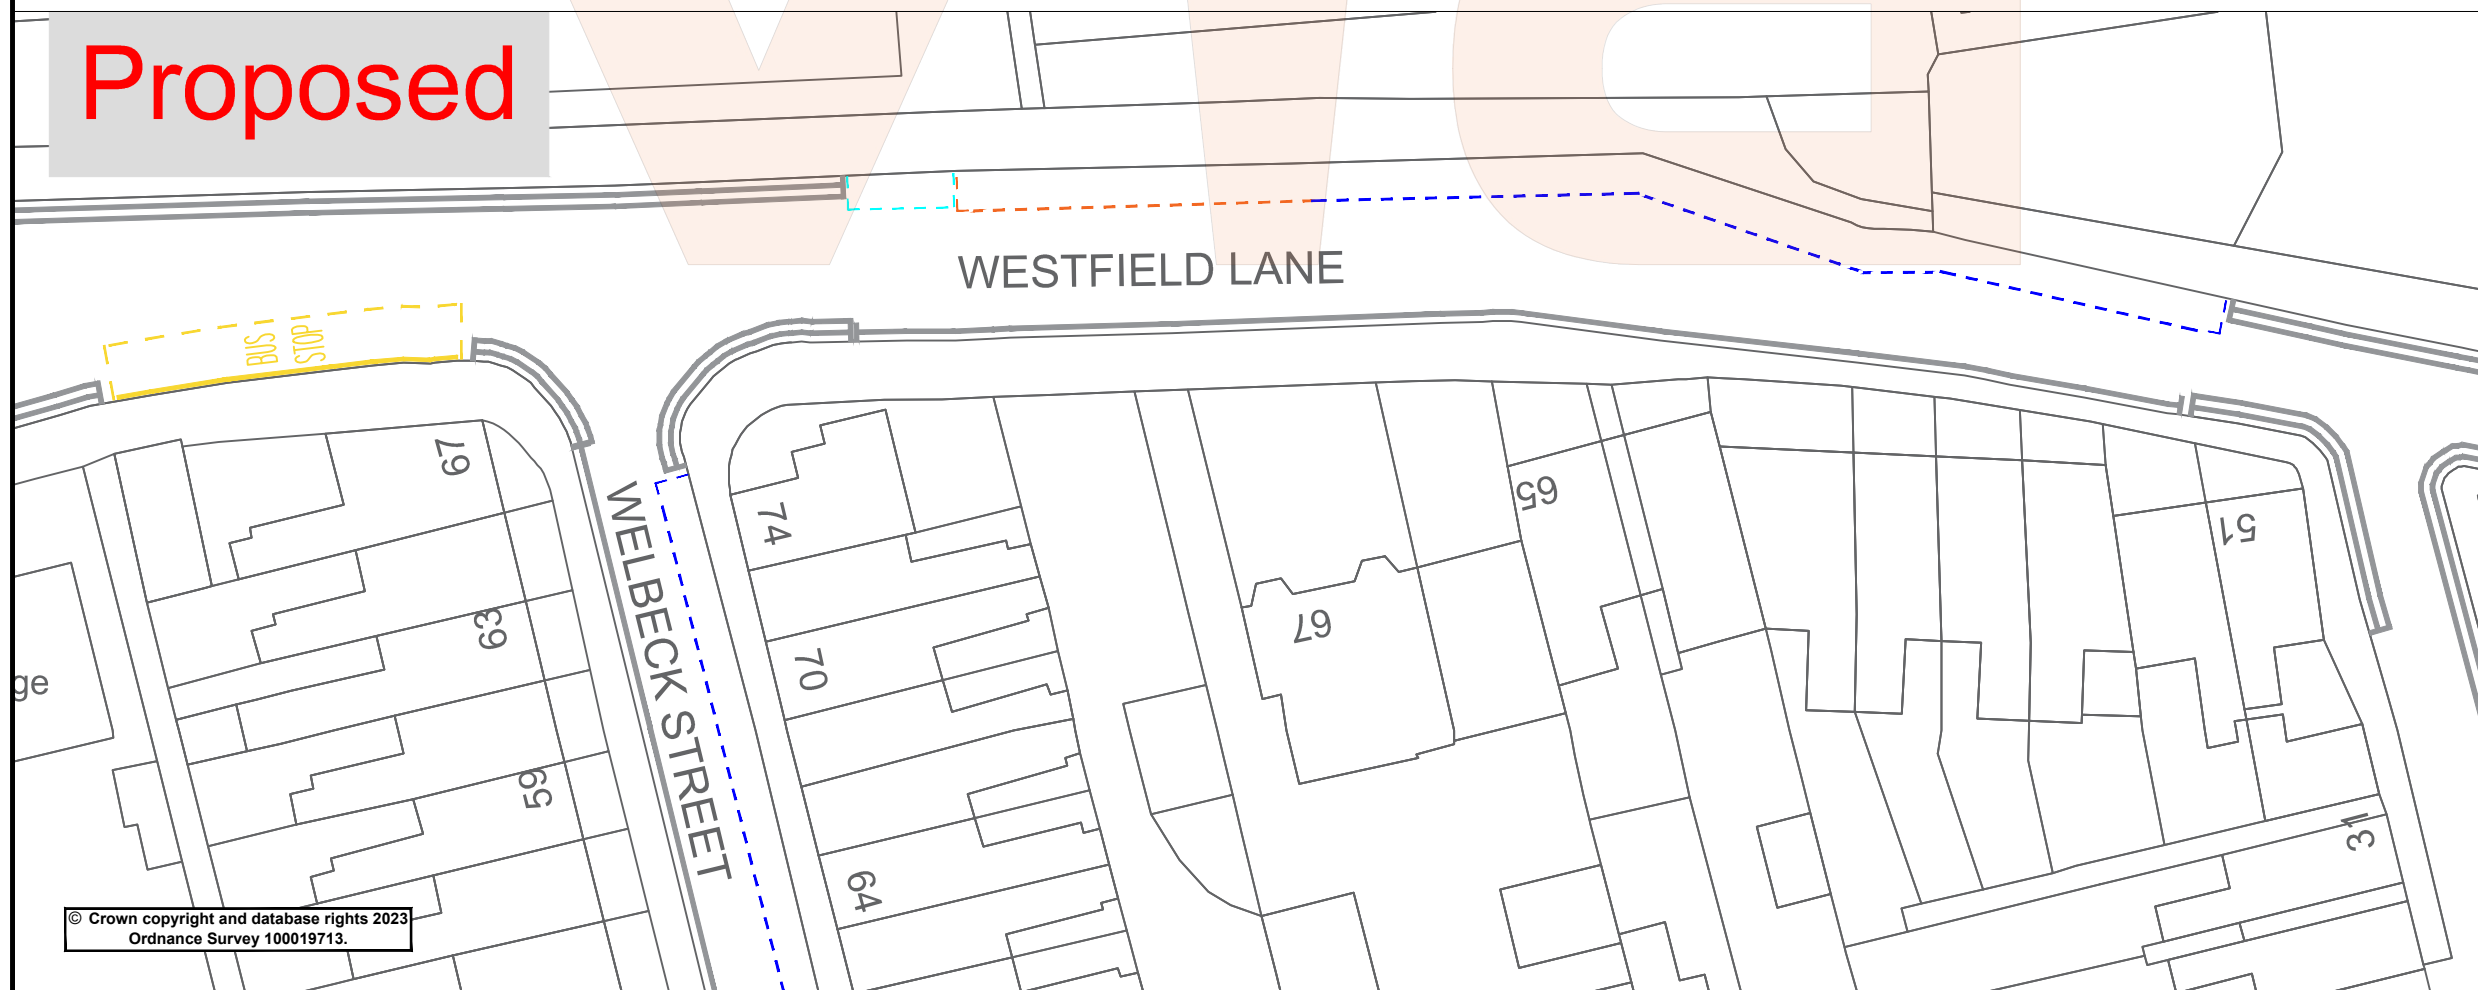 Proposed
WESTFIELD LANE
BUS
STOP
WELBECK STREET
67
63
59
74
70
64
67
65
51
31
ge
© Crown copyright and database rights 2023
Ordnance Survey 100019713.